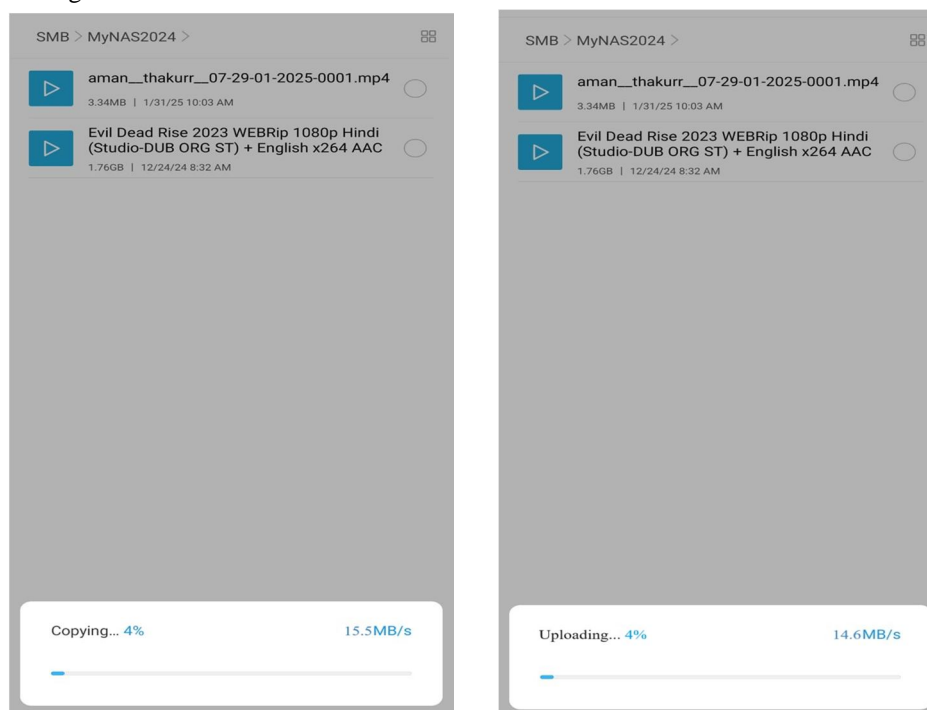 SMB > MyNAS2024 >
aman__thakurr__07-29-01-2025-0001.mp4
3.34MB | 1/31/25 10:03 AM
Evil Dead Rise 2023 WEBRip 1080p Hindi
(Studio-DUB ORG ST) + English x264 AAC
1.76GB | 12/24/24 8:32 AM
Copying... 4% 15.5MB/s
SMB > MyNAS2024 >
aman__thakurr__07-29-01-2025-0001.mp4
3.34MB | 1/31/25 10:03 AM
Evil Dead Rise 2023 WEBRip 1080p Hindi
(Studio-DUB ORG ST) + English x264 AAC
1.76GB | 12/24/24 8:32 AM
Uploading... 4% 14.6MB/s